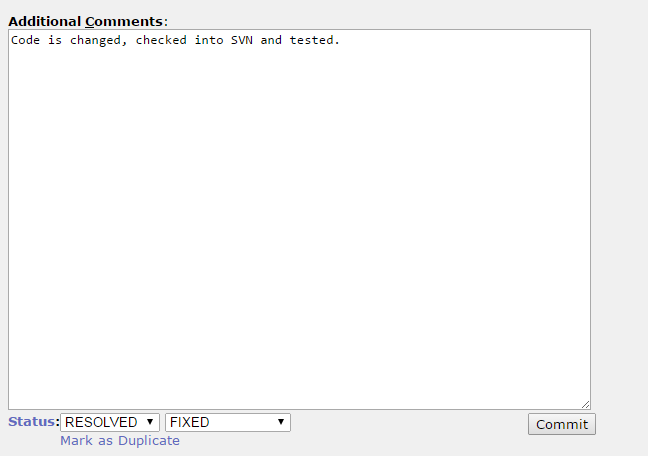 Additional Comments:
Code is changed, checked into SVN and tested.
Status: RESOLVED FIXED Commit
Mark as Duplicate